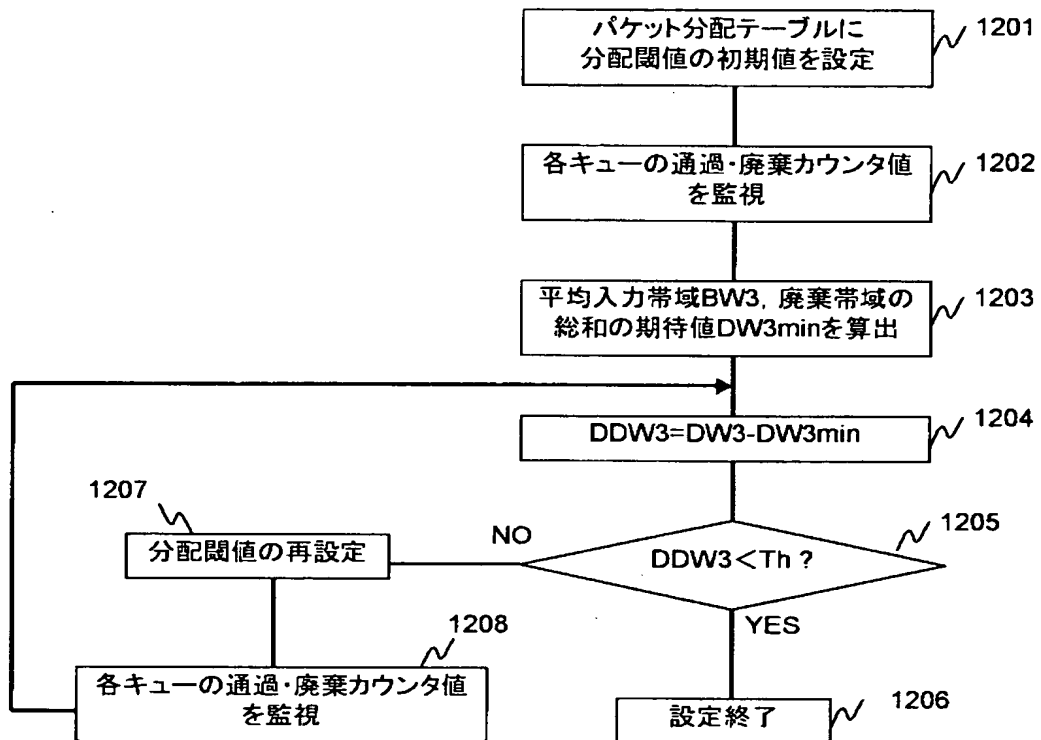 パケット分配テーブルに
分配閾値の初期値を設定
1201
各キューの通過・廃棄カウンタ値
を監視
1202
平均入力帯域BW3, 廃棄帯域の
総和の期待値DW3minを算出
1203
DDW3=DW3-DW3min
1204
DDW3<Th ?
1205
NO
YES
分配閾値の再設定
1207
各キューの通過・廃棄カウンタ値
を監視
1208
設定終了
1206